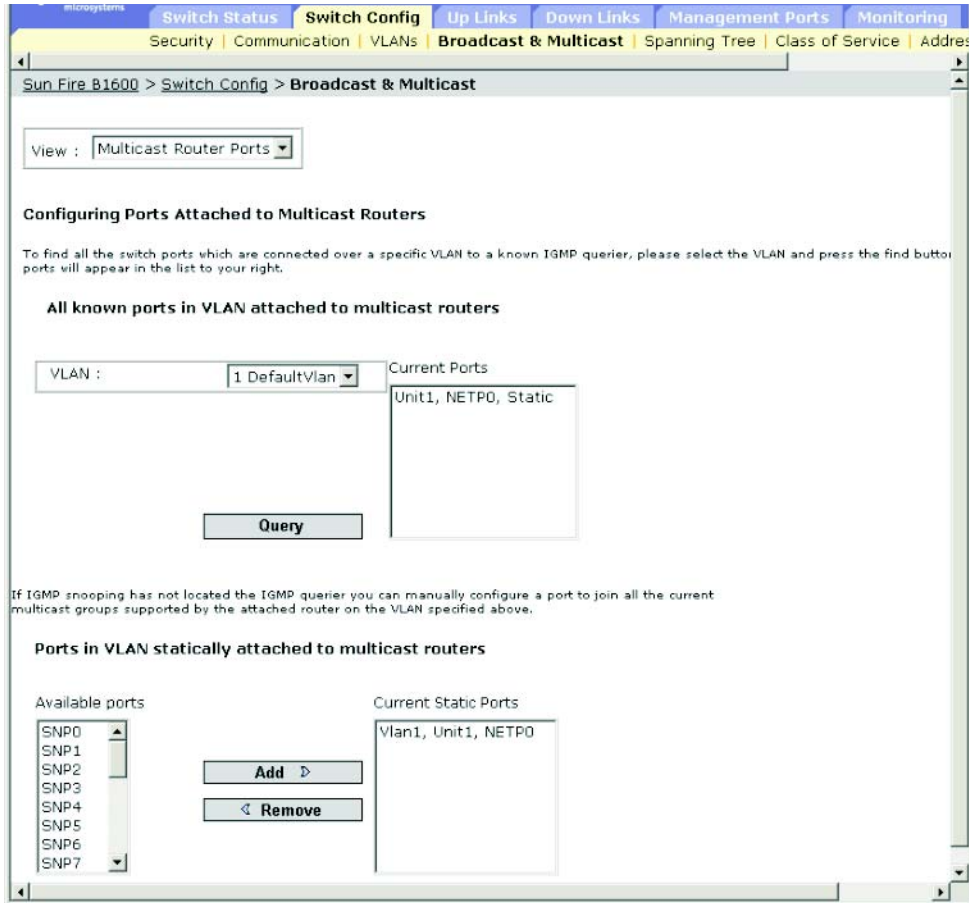 microsystems
Switch Status Switch Config Up Links Down Links Management Ports Monitoring
Security | Communication | VLANs | Broadcast & Multicast | Spanning Tree | Class of Service | Addres
Sun Fire B1600 > Switch Config > Broadcast & Multicast
View : Multicast Router Ports
Configuring Ports Attached to Multicast Routers
To find all the switch ports which are connected over a specific VLAN to a known IGMP querier, please select the VLAN and press the find button
ports will appear in the list to your right.
All known ports in VLAN attached to multicast routers
VLAN : 1 DefaultVlan
Current Ports
Unit1, NETP0, Static
Query
If IGMP snooping has not located the IGMP querier you can manually configure a port to join all the current
multicast groups supported by the attached router on the VLAN specified above.
Ports in VLAN statically attached to multicast routers
Available ports
SNP0
SNP1
SNP2
SNP3
SNP4
SNP5
SNP6
SNP7
Add
Remove
Current Static Ports
Vlan1, Unit1, NETP0